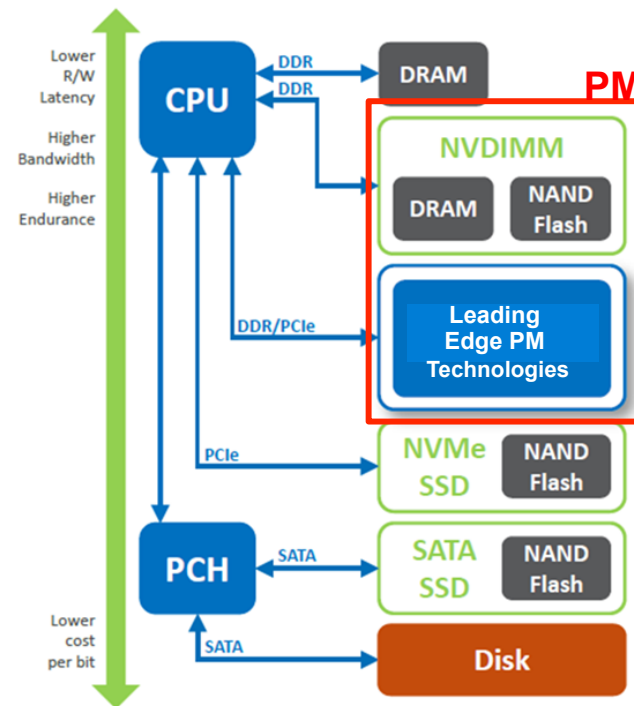 Lower
R/W
Latency
Higher
Bandwidth
Higher
Endurance
Lower
cost
per bit
CPU
DDR
DDR
DRAM
PM
NVDIMM
DRAM
NAND
Flash
DDR/PCIe
Leading
Edge PM
Technologies
PCIe
NVMe
SSD
NAND
Flash
PCH
SATA
SATA
SSD
NAND
Flash
SATA
Disk